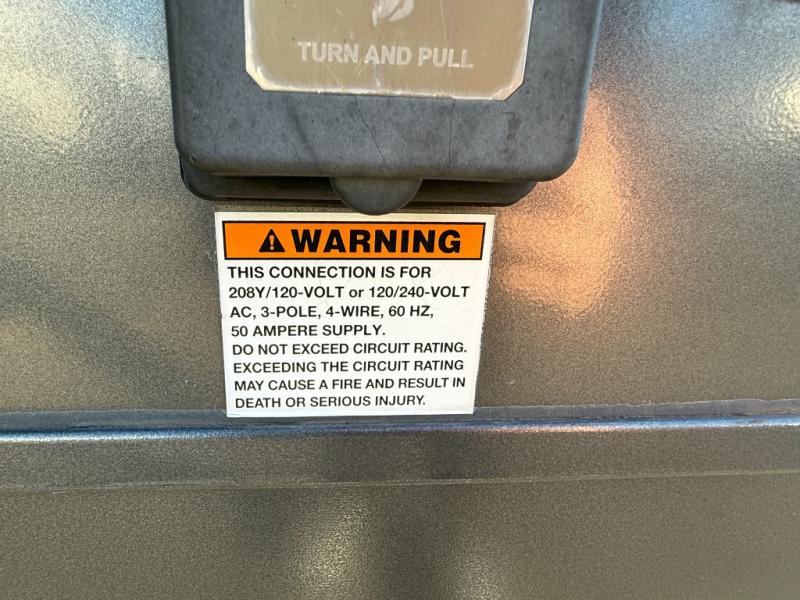 TURN AND PULL
WARNING
THIS CONNECTION IS FOR
208Y/120-VOLT or 120/240-VOLT
AC, 3-POLE, 4-WIRE, 60 HZ,
50 AMPERE SUPPLY.
DO NOT EXCEED CIRCUIT RATING.
EXCEEDING THE CIRCUIT RATING
MAY CAUSE A FIRE AND RESULT IN
DEATH OR SERIOUS INJURY.